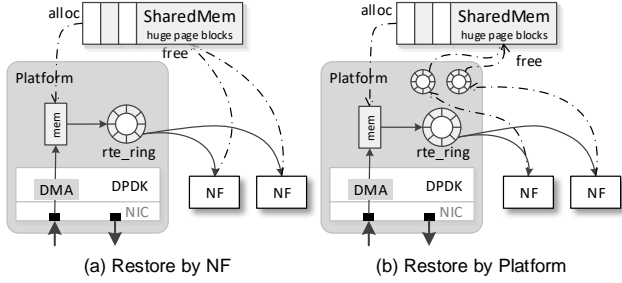 alloc
SharedMem
huge page blocks
free
Platform
mem
rte_ring
DMA
DPDK
NIC
NF
NF
(a) Restore by NF
alloc
SharedMem
huge page blocks
free
Platform
mem
rte_ring
DMA
DPDK
NIC
NF
NF
(b) Restore by Platform